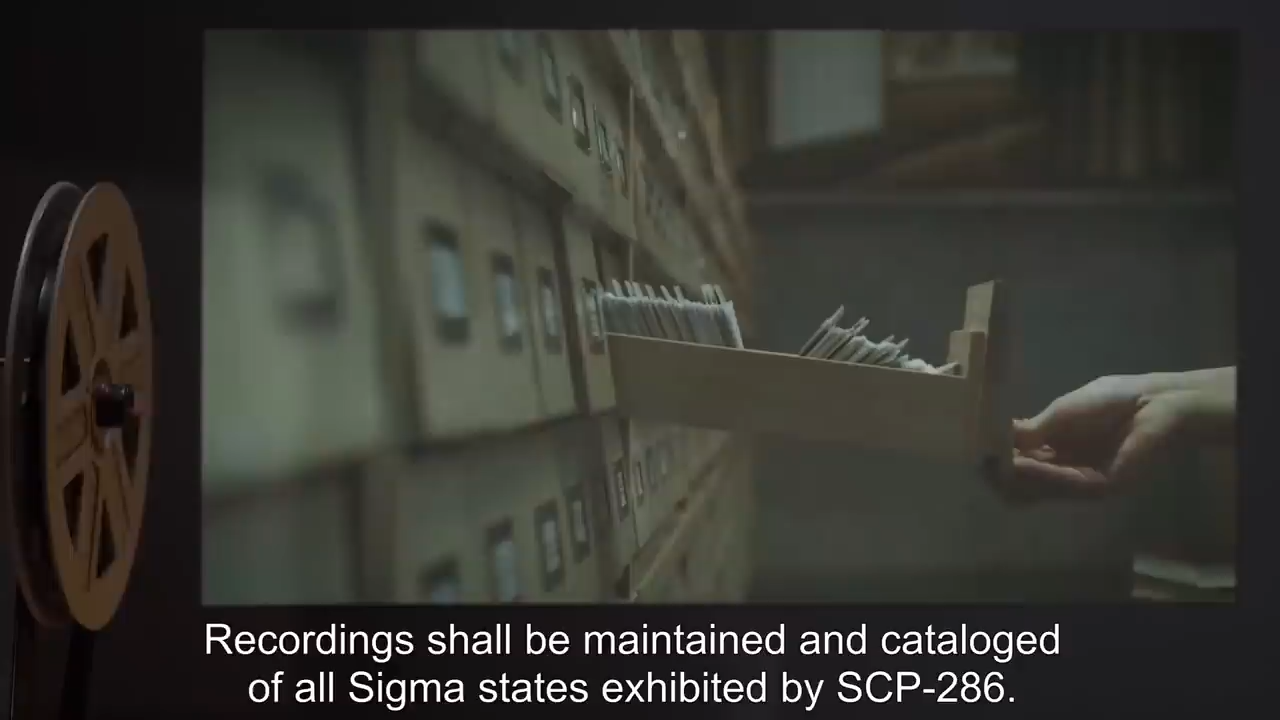 Recordings shall be maintained and cataloged
of all Sigma states exhibited by SCP-286.